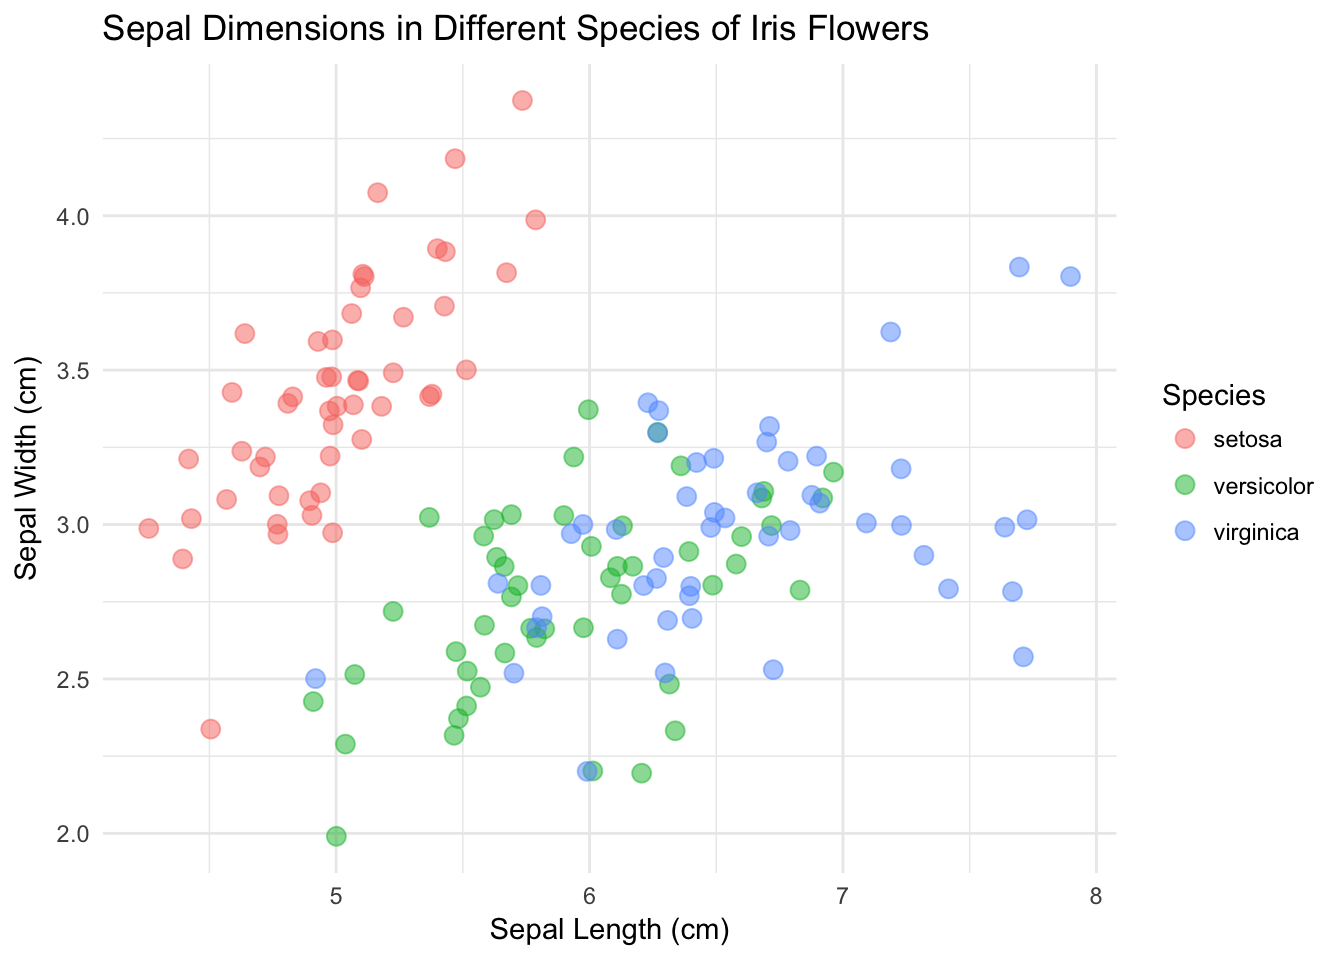 Sepal Dimensions in Different Species of Iris Flowers
Sepal Width (cm)
4.0
3.5
3.0
2.5
2.0
5 6 7 8
Sepal Length (cm)
Species
setosa
versicolor
virginica